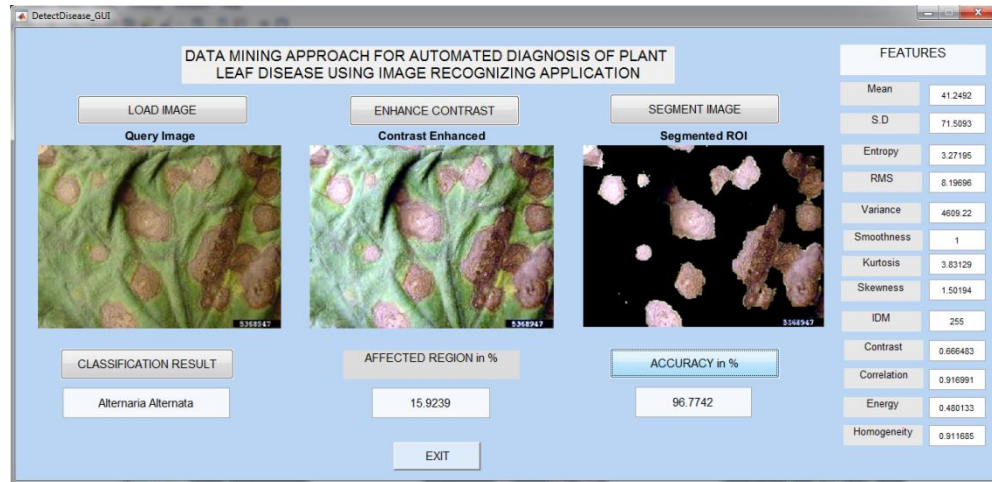 DetectDisease_GUI
DATA MINING APPROACH FOR AUTOMATED DIAGNOSIS OF PLANT
LEAF DISEASE USING IMAGE RECOGNIZING APPLICATION
LOAD IMAGE
ENHANCE CONTRAST
SEGMENT IMAGE
Query Image
Contrast Enhanced
Segmented ROI
5368947
5368947
5368947
CLASSIFICATION RESULT
AFFECTED REGION in %
ACCURACY in %
Alternaria Alternata
15.9239
96.7742
EXIT
FEATURES
Mean
41.2492
S.D
71.5093
Entropy
3.27195
RMS
8.19696
Variance
4609.22
Smoothness
1
Kurtosis
3.83129
Skewness
1.50194
IDM
255
Contrast
0.666483
Correlation
0.916991
Energy
0.480133
Homogeneity
0.911685